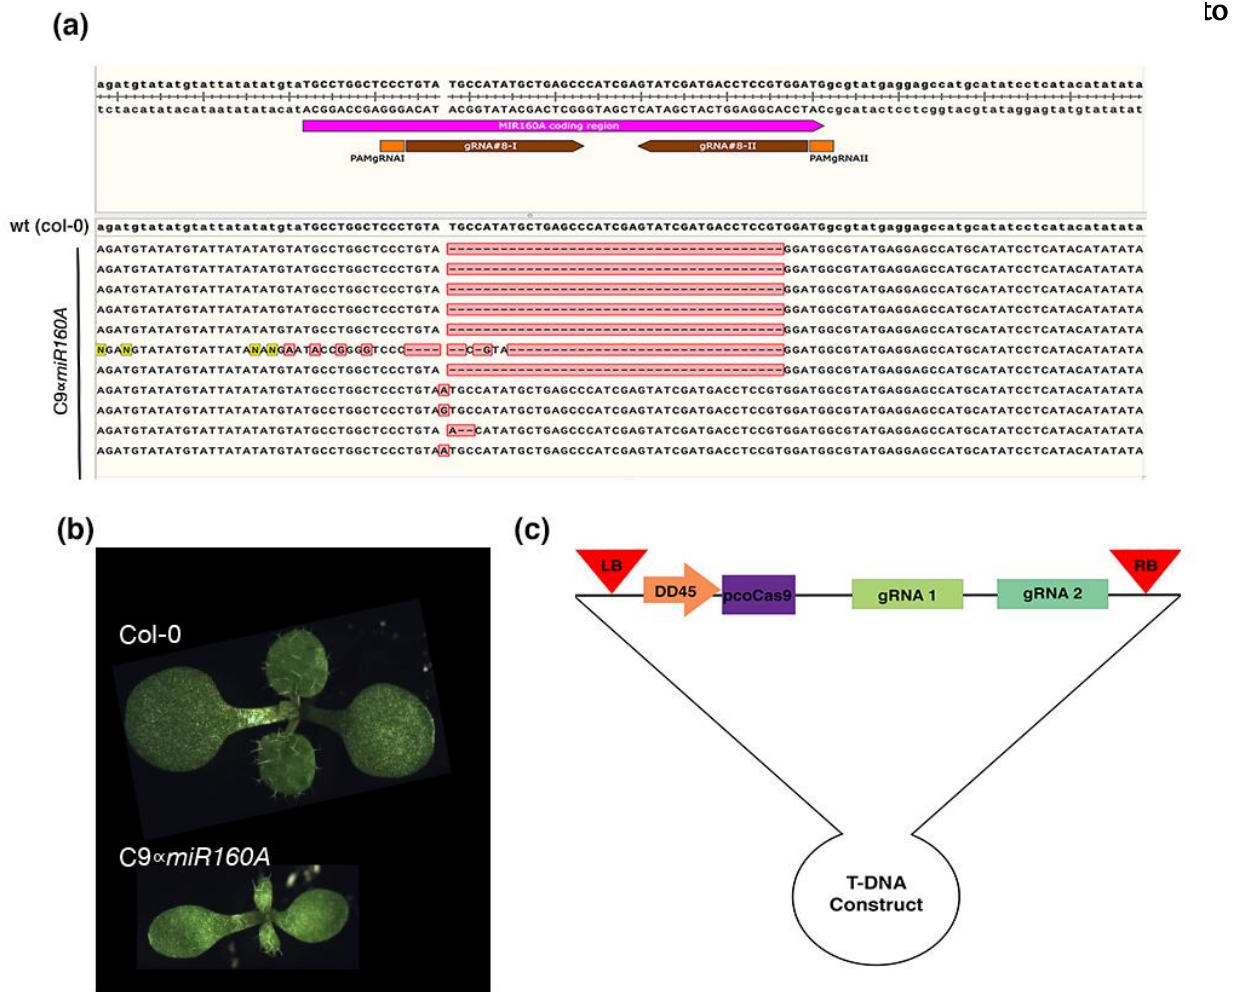 to
(a)
agatgtatatgtattatatatgtaTGCCTGGCTCCCTGTA TGCCATATGCTGAGCCCATCGAGTATCGATGACCTCCGTGGATGgcgtatgaggagccatgcatatcctcatacatatata
tctacatatacataatatatacatACGGACCGAGGGACAT ACGGTATACGACTCGGGTAGCTCATAGCTACTGGAGGCACCTACcgcatactcctcggtacgtataggagtatgtatatat
MIR160A coding region
PAMgRNAI gRNA#8-I gRNA#8-II PAMgRNAII
wt (col-0) agatgtatatgtattatatatgtaTGCCTGGCTCCCTGTA TGCCATATGCTGAGCCCATCGAGTATCGATGACCTCCGTGGATGgcgtatgaggagccatgcatatcctcatacatatata
C9∝miR160A
AGATGTATATGTATTATATATGTATGCCTGGCTCCCTGTA ---------------------------------------GGATGGCGTATGAGGAGCCATGCATATCCTCATACATATATA
AGATGTATATGTATTATATATGTATGCCTGGCTCCCTGTA ---------------------------------------GGATGGCGTATGAGGAGCCATGCATATCCTCATACATATATA
AGATGTATATGTATTATATATGTATGCCTGGCTCCCTGTA ---------------------------------------GGATGGCGTATGAGGAGCCATGCATATCCTCATACATATATA
AGATGTATATGTATTATATATGTATGCCTGGCTCCCTGTA ---------------------------------------GGATGGCGTATGAGGAGCCATGCATATCCTCATACATATATA
AGATGTATATGTATTATATATGTATGCCTGGCTCCCTGTA ---------------------------------------GGATGGCGTATGAGGAGCCATGCATATCCTCATACATATATA
NGANGTATATGTATTATANANGAATACCGGGGTCCC---- --C-GTA--------------------------------GGATGGCGTATGAGGAGCCATGCATATCCTCATACATATATA
AGATGTATATGTATTATATATGTATGCCTGGCTCCCTGTA ---------------------------------------GGATGGCGTATGAGGAGCCATGCATATCCTCATACATATATA
AGATGTATATGTATTATATATGTATGCCTGGCTCCCTGTAATGCCATATGCTGAGCCCATCGAGTATCGATGACCTCCGTGGATGGCGTATGAGGAGCCATGCATATCCTCATACATATATA
AGATGTATATGTATTATATATGTATGCCTGGCTCCCTGTAGTGCCATATGCTGAGCCCATCGAGTATCGATGACCTCCGTGGATGGCGTATGAGGAGCCATGCATATCCTCATACATATATA
AGATGTATATGTATTATATATGTATGCCTGGCTCCCTGTA A--CATATGCTGAGCCCATCGAGTATCGATGACCTCCGTGGATGGCGTATGAGGAGCCATGCATATCCTCATACATATATA
AGATGTATATGTATTATATATGTATGCCTGGCTCCCTGTAATGCCATATGCTGAGCCCATCGAGTATCGATGACCTCCGTGGATGGCGTATGAGGAGCCATGCATATCCTCATACATATATA
(b)
Col-0
C9∝miR160A
(c)
LB RB
DD45 pcoCas9 gRNA 1 gRNA 2
T-DNA
Construct